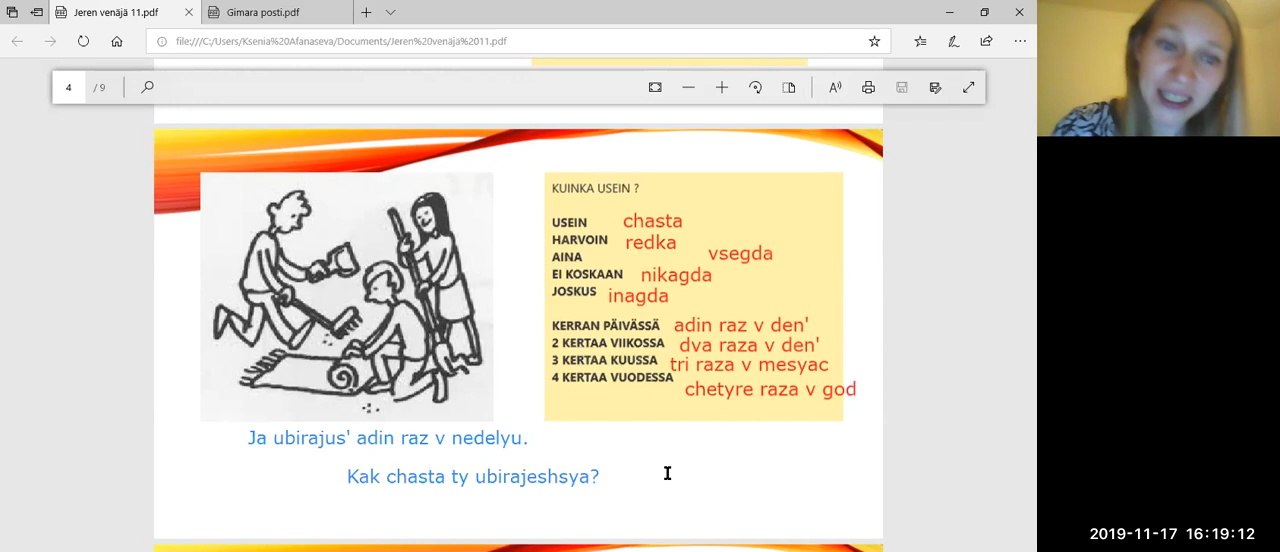 Jeren venäjä 11.pdf
Gimara posti.pdf
file:///C:/Users/Ksenia%20Afanaseva/Documents/Jeren%20venäjä%2011.pdf
4 / 9
KUINKA USEIN ?
USEIN chasta
HARVOIN redka
AINA vsegda
EI KOSKAAN nikagda
JOSKUS inagda
KERRAN PÄIVÄSSÄ adin raz v den'
2 KERTAA VIIKOSSA dva raza v den'
3 KERTAA KUUSSA tri raza v mesyac
4 KERTAA VUODESSA chetyre raza v god
Ja ubirajus' adin raz v nedelyu.
Kak chasta ty ubirajeshsya?
2019-11-17 16:19:12